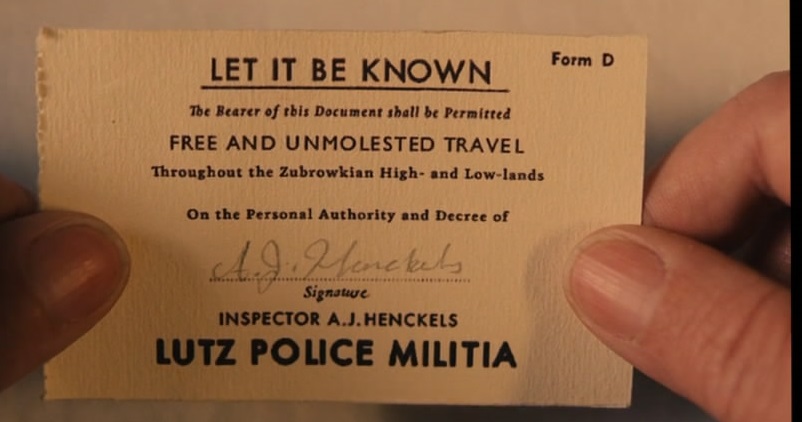 LET IT BE KNOWN
Form D
The Bearer of this Document shall be Permitted
FREE AND UNMOLESTED TRAVEL
Throughout the Zubrowkian High- and Low-lands
On the Personal Authority and Decree of
A.J. Henckels
Signature
INSPECTOR A.J.HENCKELS
LUTZ POLICE MILITIA